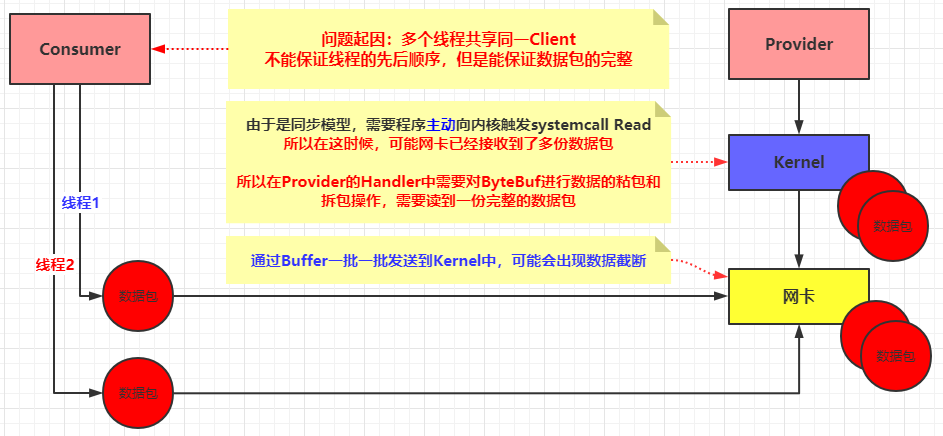 Consumer
问题起因：多个线程共享同一Client
不能保证线程的先后顺序，但是能保证数据包的完整
Provider
由于是同步模型，需要程序主动向内核触发systemcall Read
所以在这时候，可能网卡已经接收到了多份数据包
所以在Provider的Handler中需要对ByteBuf进行数据的粘包和
拆包操作，需要读到一份完整的数据包
Kernel
数据包
线程1
线程2
通过Buffer一批一批发送到Kernel中，可能会出现数据截断
数据包
网卡
数据包
数据包